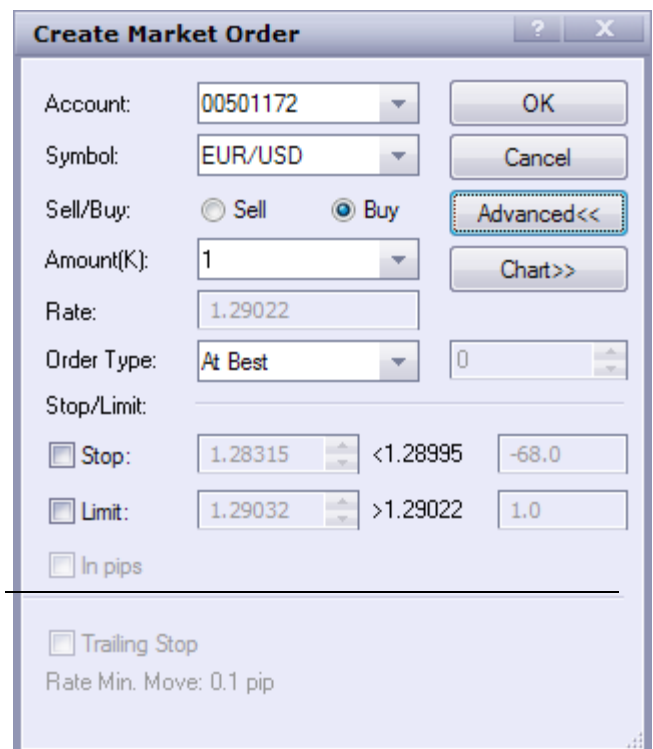 Create Market Order ? X
Account: 00501172 OK
Symbol: EUR/USD Cancel
Sell/Buy: Sell Buy Advanced<<
Amount(K): 1 Chart>>
Rate: 1.29022
Order Type: At Best 0
Stop/Limit:
Stop: 1.28315 <1.28995 -68.0
Limit: 1.29032 >1.29022 1.0
In pips
Trailing Stop
Rate Min. Move: 0.1 pip